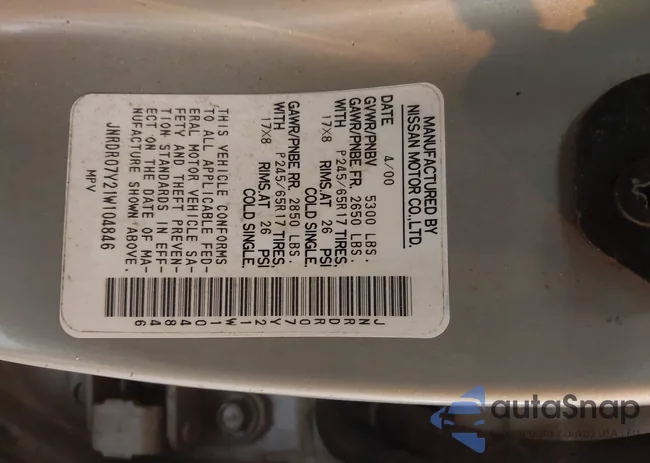 MANUFACTURED BY
NISSAN MOTOR CO.,LTD.
DATE 4/00
GVWR/PNBV 5300 LBS.
GAWR/PNBE FR. 2650 LBS.
WITH P245/65R17 TIRES,
17X8 RIMS,AT 26 PSI
COLD SINGLE.
GAWR/PNBE RR. 2850 LBS.
WITH P245/65R17 TIRES,
17X8 RIMS,AT 26 PSI
COLD SINGLE.
THIS VEHICLE CONFORMS
TO ALL APPLICABLE FED-
ERAL MOTOR VEHICLE SA-
FETY AND THEFT PREVEN-
TION STANDARDS IN EFF-
ECT ON THE DATE OF MA-
NUFACTURE SHOWN ABOVE.
JNRDR07Y21W104846
MPV
JNRDR07Y21W104846
autoSnap